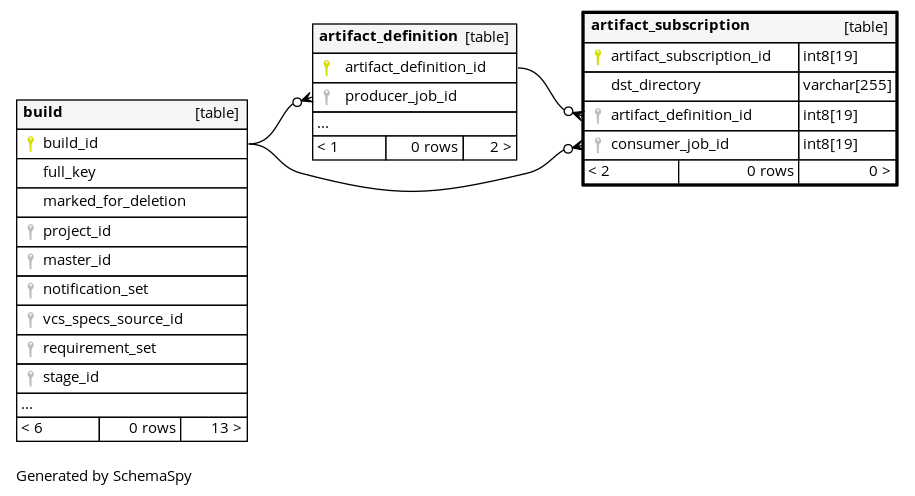 build [table]
build_id
full_key
marked_for_deletion
project_id
master_id
notification_set
vcs_specs_source_id
requirement_set
stage_id
...
< 6 0 rows 13 >
artifact_definition [table]
artifact_definition_id
producer_job_id
...
< 1 0 rows 2 >
artifact_subscription [table]
artifact_subscription_id int8[19]
dst_directory varchar[255]
artifact_definition_id int8[19]
consumer_job_id int8[19]
< 2 0 rows 0 >
Generated by SchemaSpy